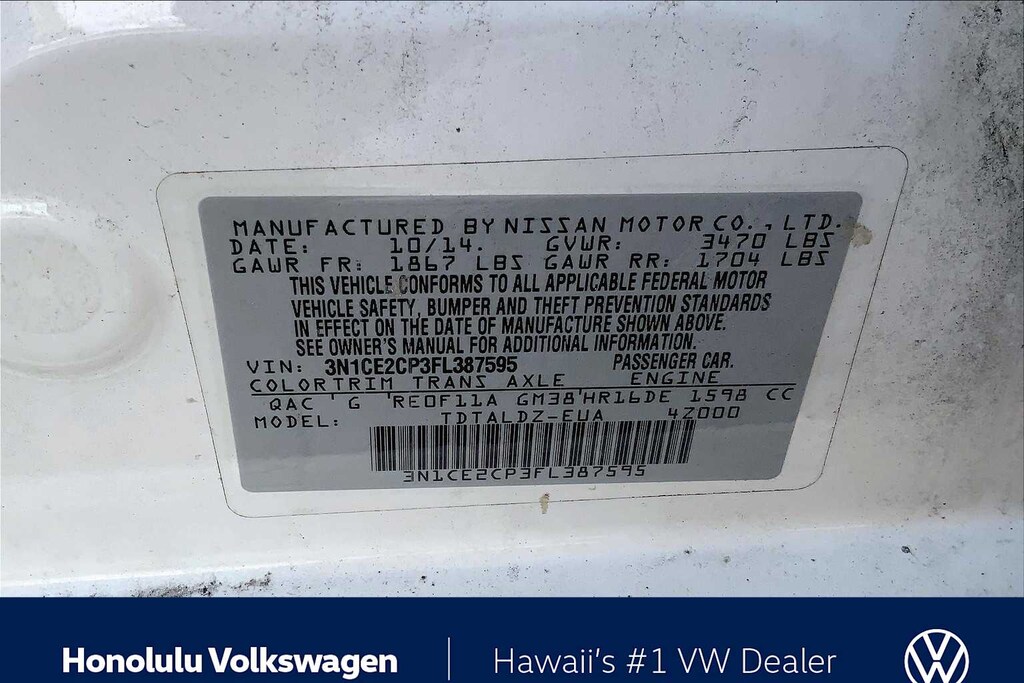 MANUFACTURED BY NISSAN MOTOR CO., LTD.
DATE: 10/14. GVWR: 3470 LBS
GAWR FR: 1867 LBS GAWR RR: 1704 LBS
THIS VEHICLE CONFORMS TO ALL APPLICABLE FEDERAL MOTOR
VEHICLE SAFETY, BUMPER AND THEFT PREVENTION STANDARDS
IN EFFECT ON THE DATE OF MANUFACTURE SHOWN ABOVE.
SEE OWNER'S MANUAL FOR ADDITIONAL INFORMATION.
VIN: 3N1CE2CP3FL387595 PASSENGER CAR.
COLORTRIM TRANS AXLE ENGINE
QAC ' G 'RE0F11A GM38'HR16DE 1598 CC
MODEL: TDTALDZ-EUA 4Z000
3N1CE2CP3FL387595
Honolulu Volkswagen | Hawaii's #1 VW Dealer